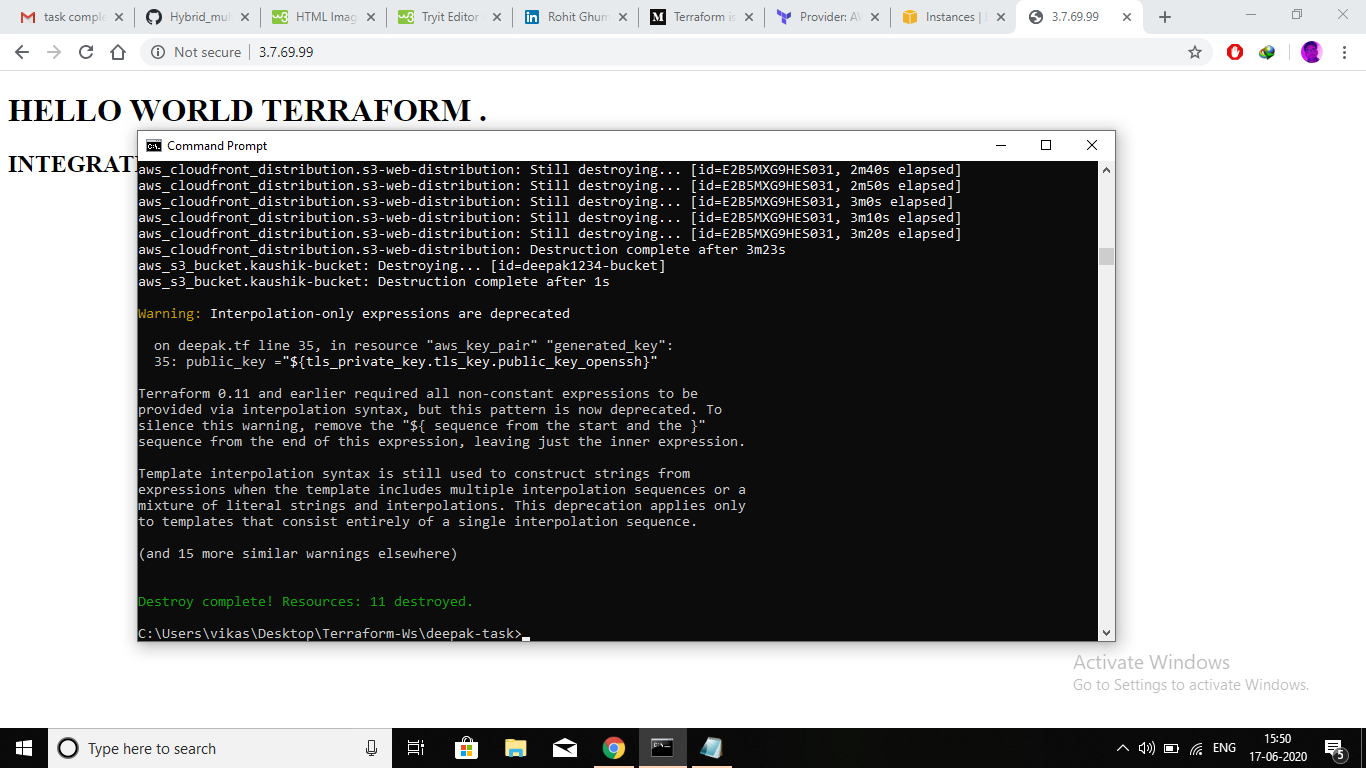 task comple
Hybrid_mul
HTML Imag
Tryit Editor
Rohit Ghum
Terraform is
Provider: A
Instances |
3.7.69.99
Not secure
3.7.69.99
HELLO WORLD TERRAFORM .
INTEGRAT
Command Prompt
aws_cloudfront_distribution.s3-web-distribution: Still destroying... [id=E2B5MXG9HES031, 2m40s elapsed]
aws_cloudfront_distribution.s3-web-distribution: Still destroying... [id=E2B5MXG9HES031, 2m50s elapsed]
aws_cloudfront_distribution.s3-web-distribution: Still destroying... [id=E2B5MXG9HES031, 3m0s elapsed]
aws_cloudfront_distribution.s3-web-distribution: Still destroying... [id=E2B5MXG9HES031, 3m10s elapsed]
aws_cloudfront_distribution.s3-web-distribution: Still destroying... [id=E2B5MXG9HES031, 3m20s elapsed]
aws_cloudfront_distribution.s3-web-distribution: Destruction complete after 3m23s
aws_s3_bucket.kaushik-bucket: Destroying... [id=deepak1234-bucket]
aws_s3_bucket.kaushik-bucket: Destruction complete after 1s
Warning: Interpolation-only expressions are deprecated
on deepak.tf line 35, in resource "aws_key_pair" "generated_key":
35: public_key ="${tls_private_key.tls_key.public_key_openssh}"
Terraform 0.11 and earlier required all non-constant expressions to be
provided via interpolation syntax, but this pattern is now deprecated. To
silence this warning, remove the "${ sequence from the start and the }"
sequence from the end of this expression, leaving just the inner expression.
Template interpolation syntax is still used to construct strings from
expressions when the template includes multiple interpolation sequences or a
mixture of literal strings and interpolations. This deprecation applies only
to templates that consist entirely of a single interpolation sequence.
(and 15 more similar warnings elsewhere)
Destroy complete! Resources: 11 destroyed.
C:\Users\vikas\Desktop\Terraform-Ws\deepak-task>
Activate Windows
Go to Settings to activate Windows.
Type here to search
ENG
15:50
17-06-2020
5